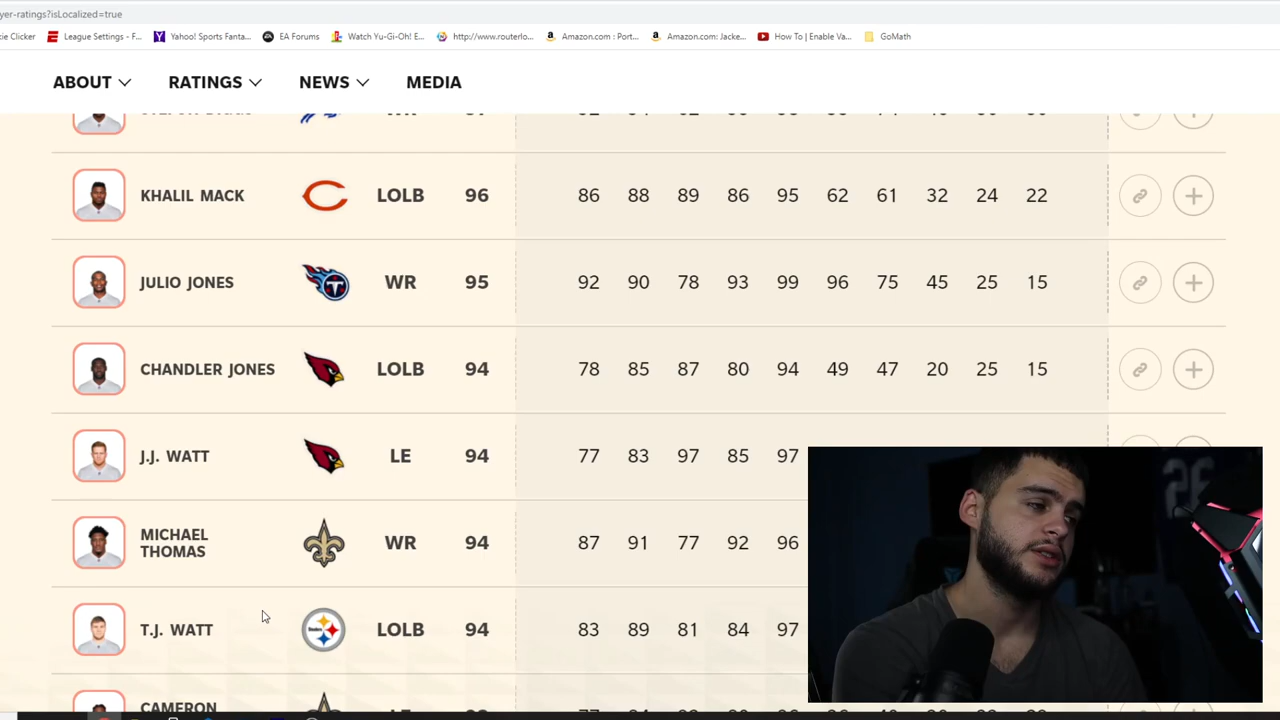 yer-ratings?isLocalized=true
kie Clicker League Settings - F... Yahoo! Sports Fanta... EA Forums Watch Yu-Gi-Oh! E... http://www.routerlo... Amazon.com : Port... Amazon.com: Jacke... How To | Enable Va... GoMath
ABOUT RATINGS NEWS MEDIA
KHALIL MACK LOLB 96 86 88 89 86 95 62 61 32 24 22
JULIO JONES WR 95 92 90 78 93 99 96 75 45 25 15
CHANDLER JONES LOLB 94 78 85 87 80 94 49 47 20 25 15
J.J. WATT LE 94 77 83 97 85 97
MICHAEL
THOMAS WR 94 87 91 77 92 96
T.J. WATT Steelers LOLB 94 83 89 81 84 97
CAMERON